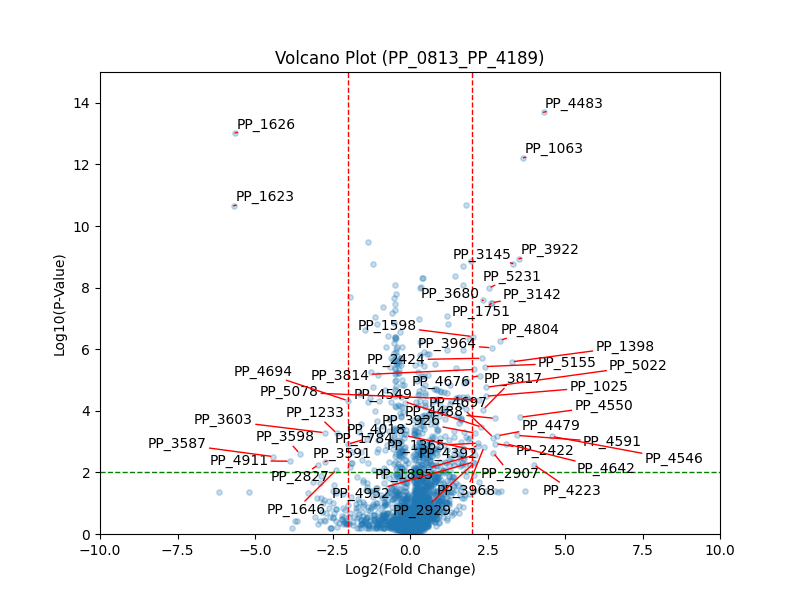 Volcano Plot (PP_0813_PP_4189)
14
PP_4483
PP_1626
12
PP_1063
PP_1623
10
PP_3145
PP_3922
8
PP_5231
PP_3680
PP_3142
PP_1751
PP_1598
PP_4804
6
PP_3964
PP_1398
PP_2424
PP_5155
PP_5022
PP_4694
PP_3814
PP_4676
PP_3817
PP_1025
PP_5078
PP_4549
4
PP_4697
PP_4550
PP_1233
PP_4488
PP_3603
PP_3926
PP_4479
PP_4018
PP_3598
PP_1784
PP_4591
PP_3587
PP_1365
PP_2422
PP_4911
PP_3591
PP_4392
PP_4546
2
PP_2827
PP_1895
PP_2907
PP_4642
PP_4952
PP_3968
PP_4223
PP_1646
PP_2929
0
Log10(P-Value)
−10.0 −7.5 −5.0 −2.5 0.0 2.5 5.0 7.5 10.0
Log2(Fold Change)